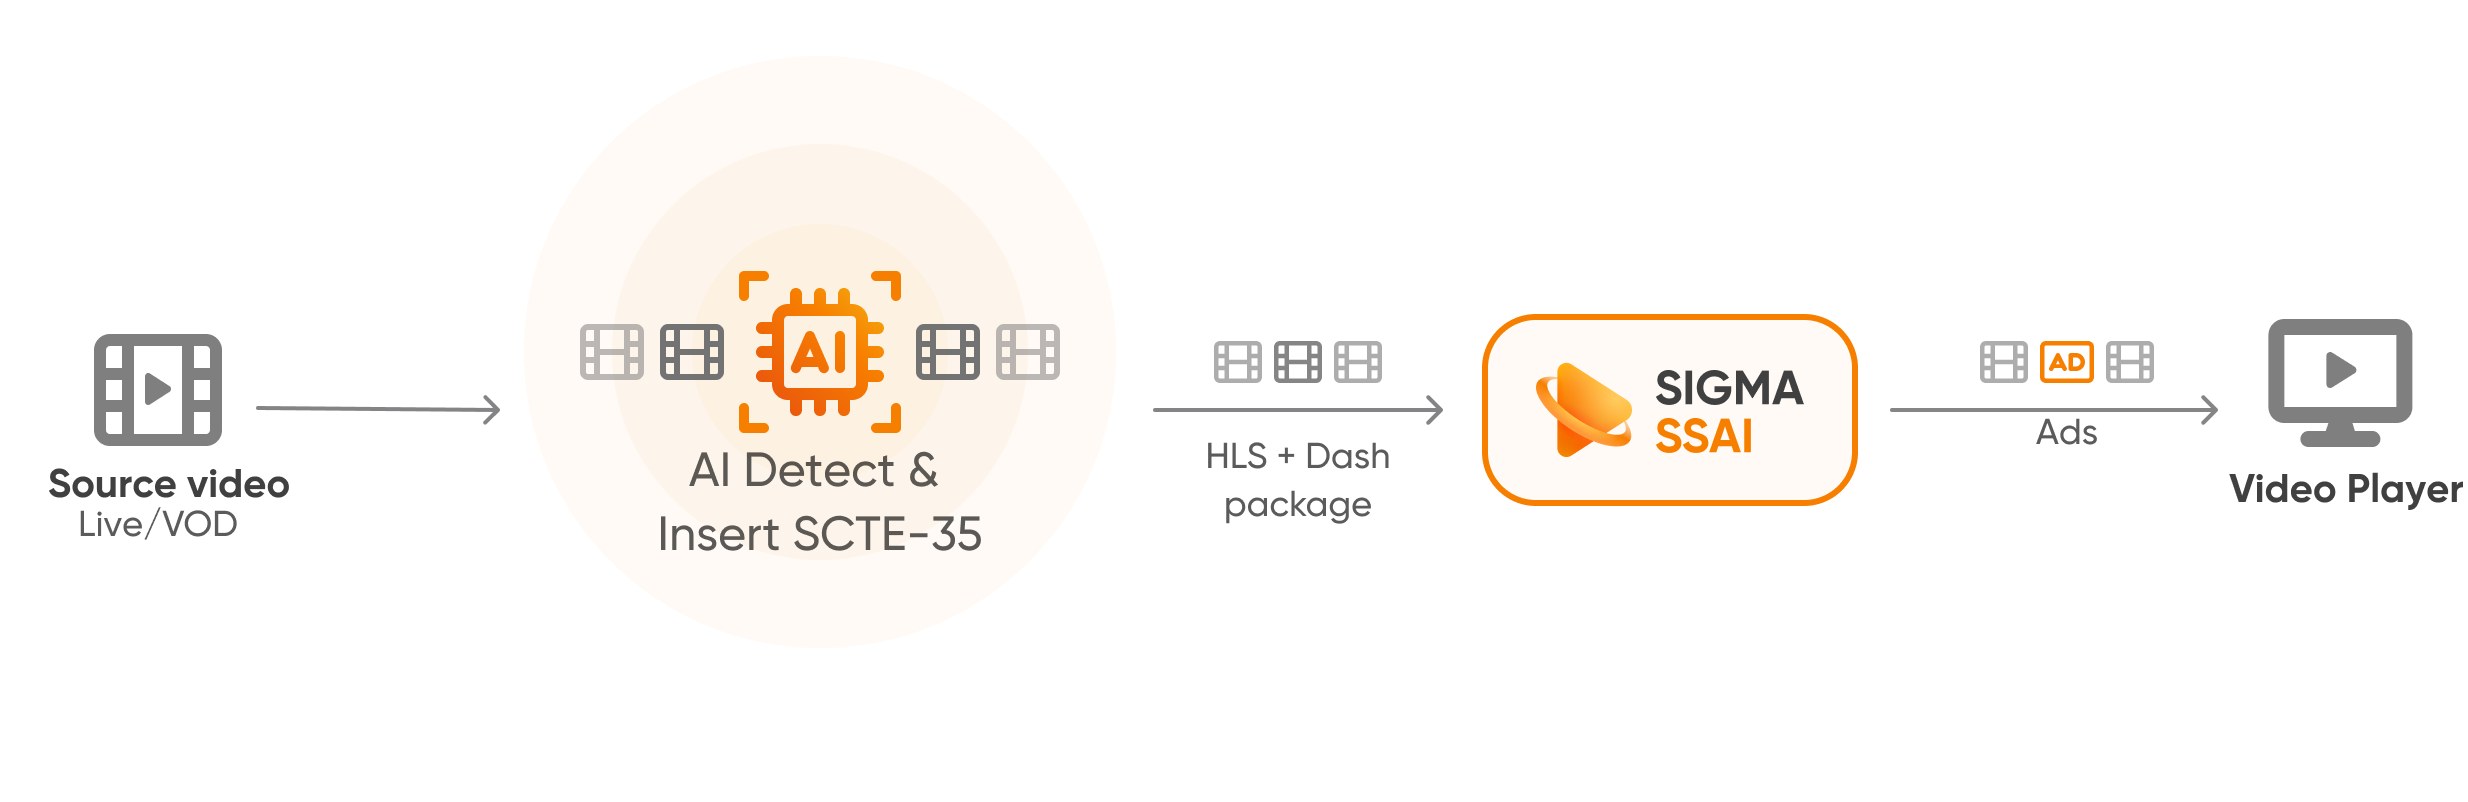 Source video
Live/VOD
AI
AI Detect &
Insert SCTE-35
HLS + Dash
package
SIGMA
SSAI
AD
Ads
Video Player